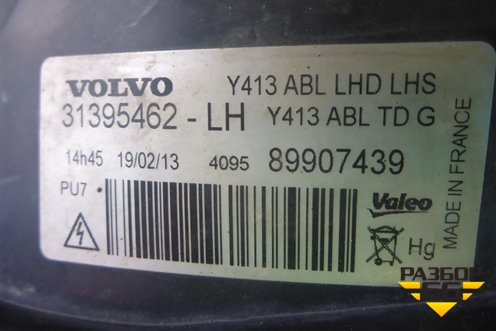 VOLVO Y413 ABL LHD LHS
31395462 - LH Y413 ABL TD G
14h45 19/02/13 4095 89907439
PU7
Valeo
Hg
MADE IN FRANCE
РАЗБОР